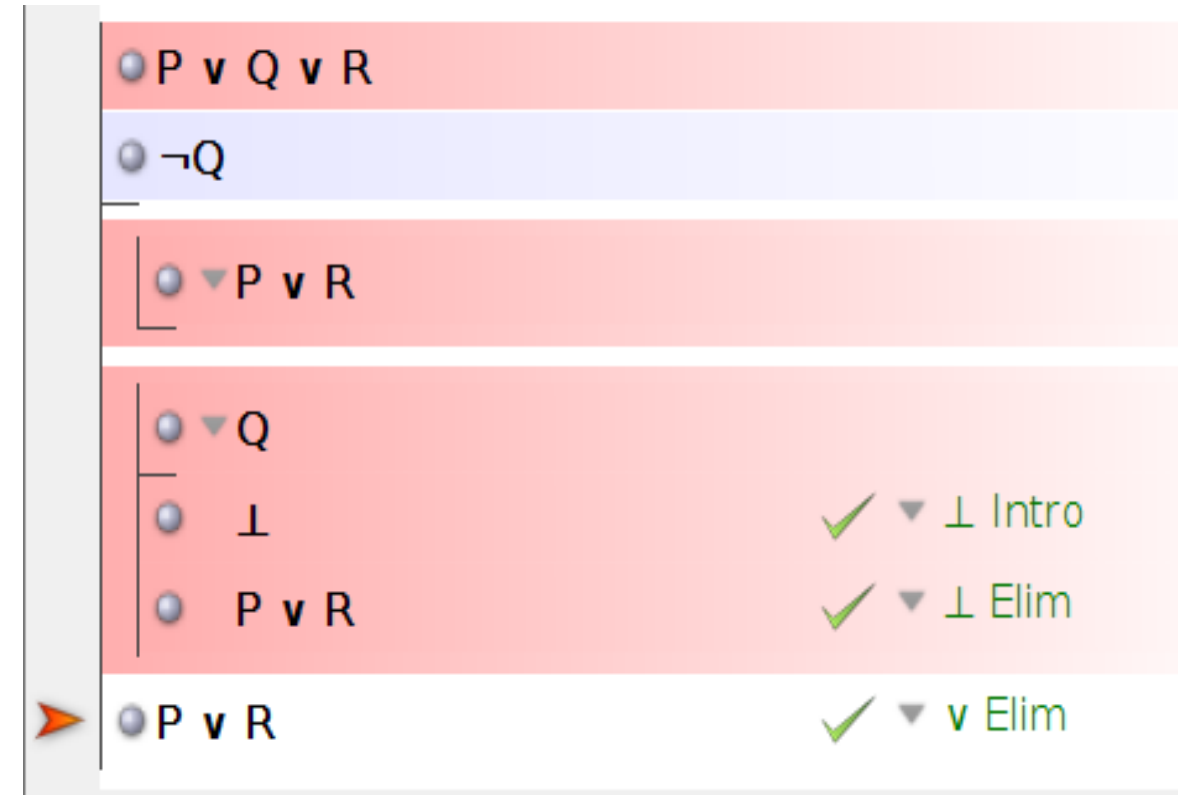 P ∨ Q ∨ R
¬Q
P ∨ R
Q
⊥ ⊥ Intro
P ∨ R ⊥ Elim
P ∨ R ∨ Elim